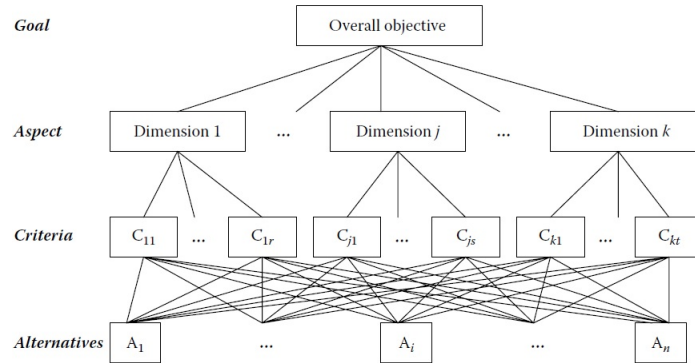 Goal Overall objective
Aspect Dimension 1 ... Dimension j ... Dimension k
Criteria C11 ... C1r Cj1 ... Cjs Ck1 ... Ckt
Alternatives A1 ... Ai ... An